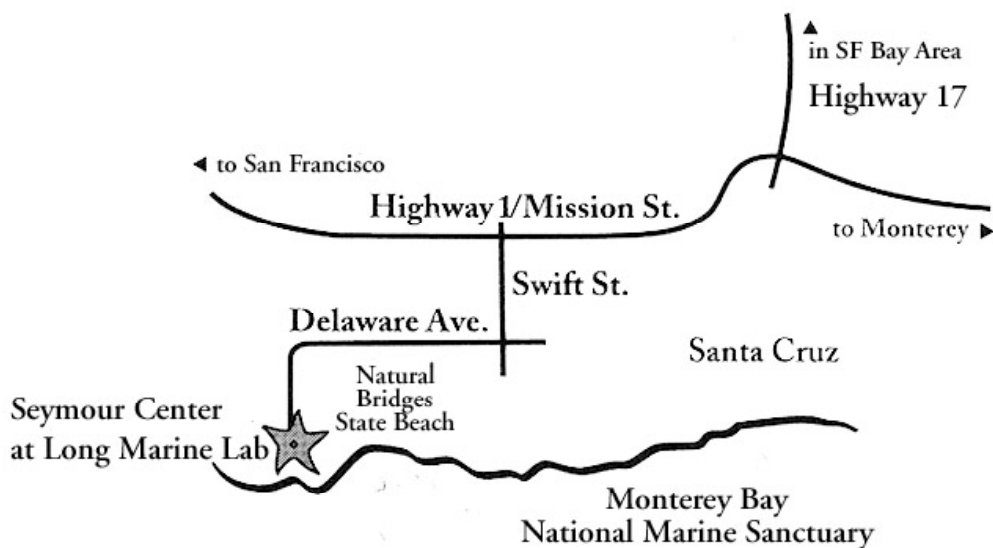 ▲
in SF Bay Area
Highway 17
◄ to San Francisco
Highway 1/Mission St.
to Monterey ►
Swift St.
Delaware Ave.
Santa Cruz
Natural
Bridges
State Beach
Seymour Center
at Long Marine Lab
Monterey Bay
National Marine Sanctuary